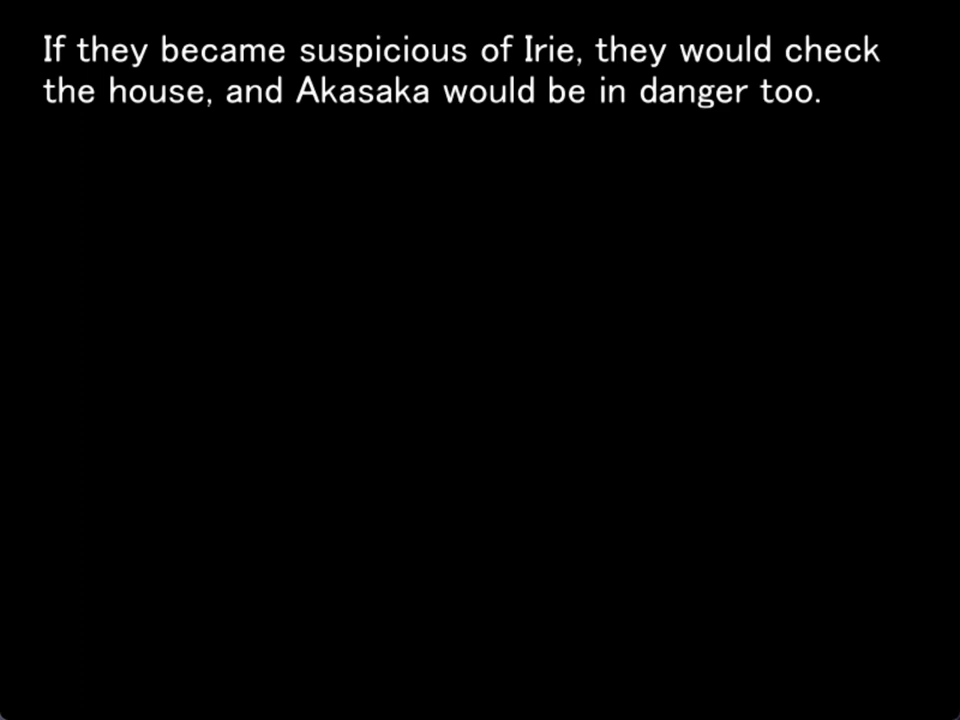 If they became suspicious of Irie, they would check
the house, and Akasaka would be in danger too.